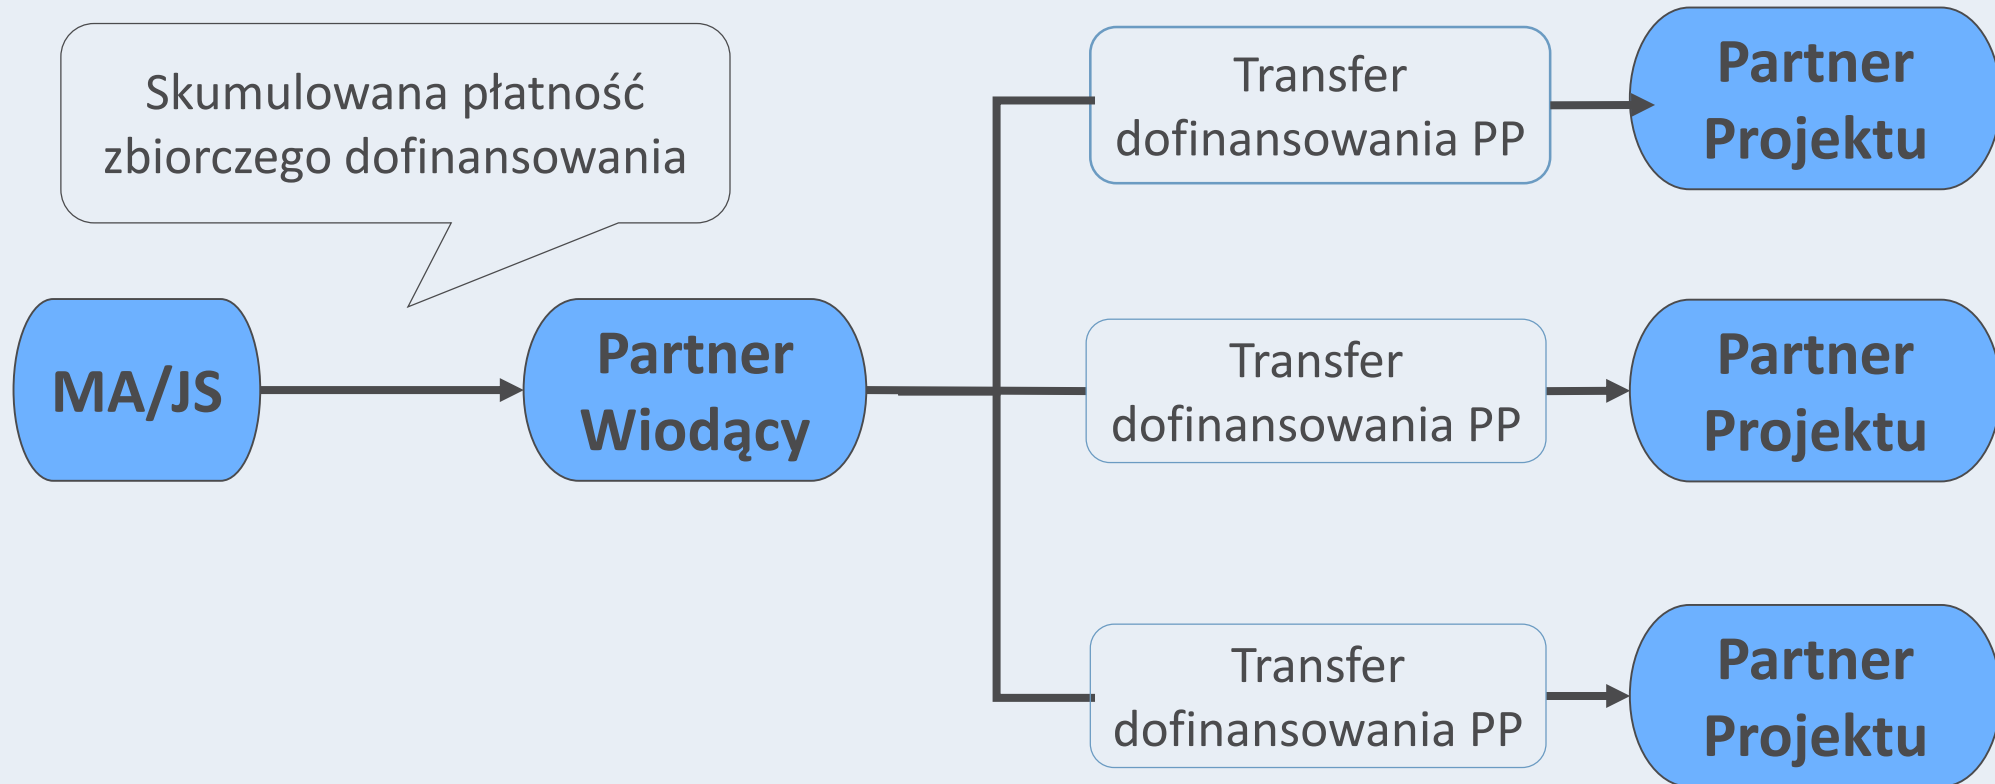 Skumulowana płatność
zbiorczego dofinansowania
MA/JS
Partner
Wiodący
Transfer
dofinansowania PP
Partner
Projektu
Transfer
dofinansowania PP
Partner
Projektu
Transfer
dofinansowania PP
Partner
Projektu